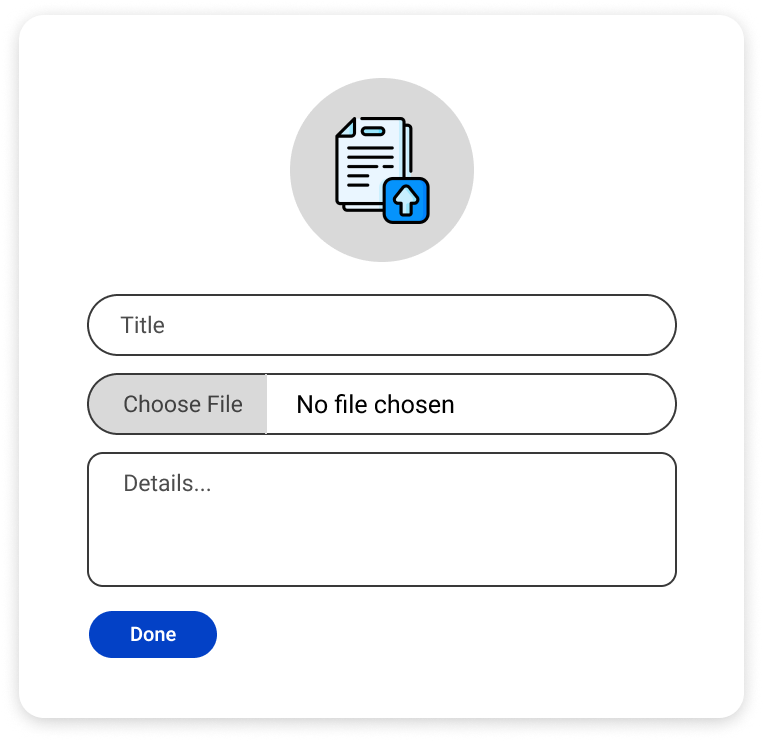 Title
Choose File No file chosen
Details...
Done